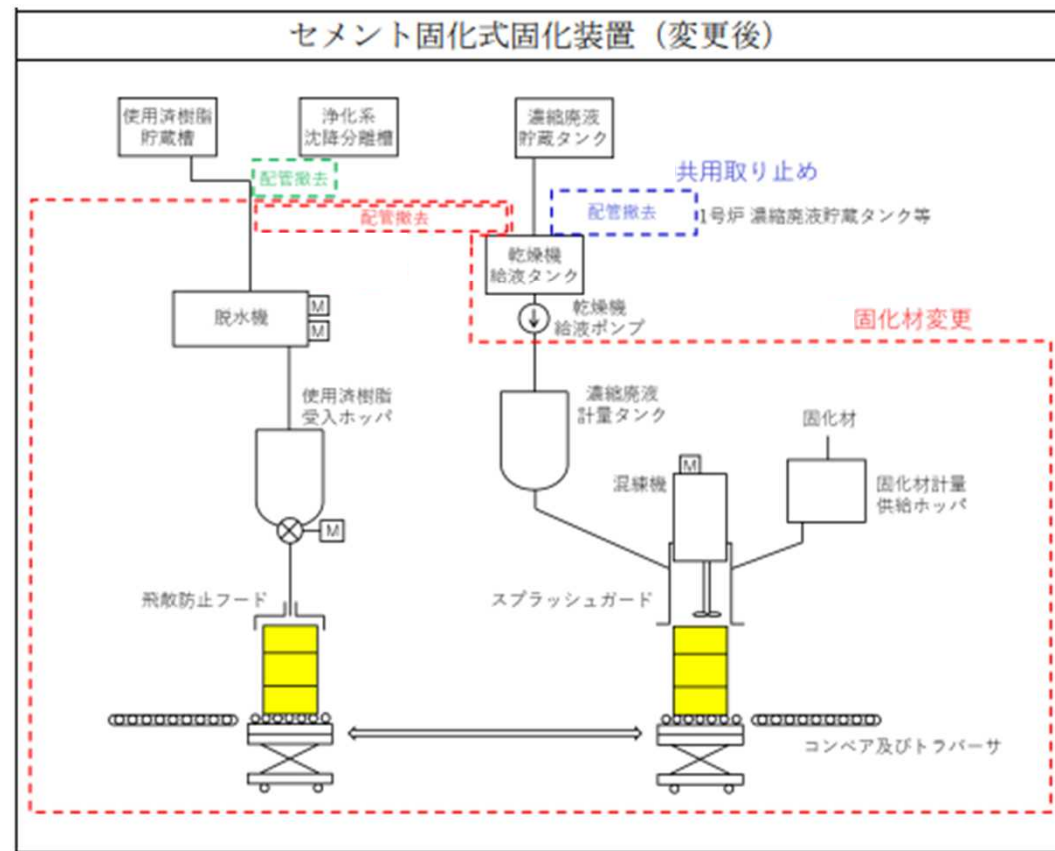 セメント固化式固化装置（変更後）
使用済樹脂
貯蔵槽
浄化系
沈降分離槽
濃縮廃液
貯蔵タンク
配管撤去
共用取り止め
配管撤去
配管撤去
1号炉 濃縮廃液貯蔵タンク等
乾燥機
給液タンク
脱水機
M
M
乾燥機
給液ポンプ
固化材変更
使用済樹脂
受入ホッパ
濃縮廃液
計量タンク
固化材
M
混練機
固化材計量
供給ホッパ
M
飛散防止フード
スプラッシュガード
コンベア及びトラバーサ